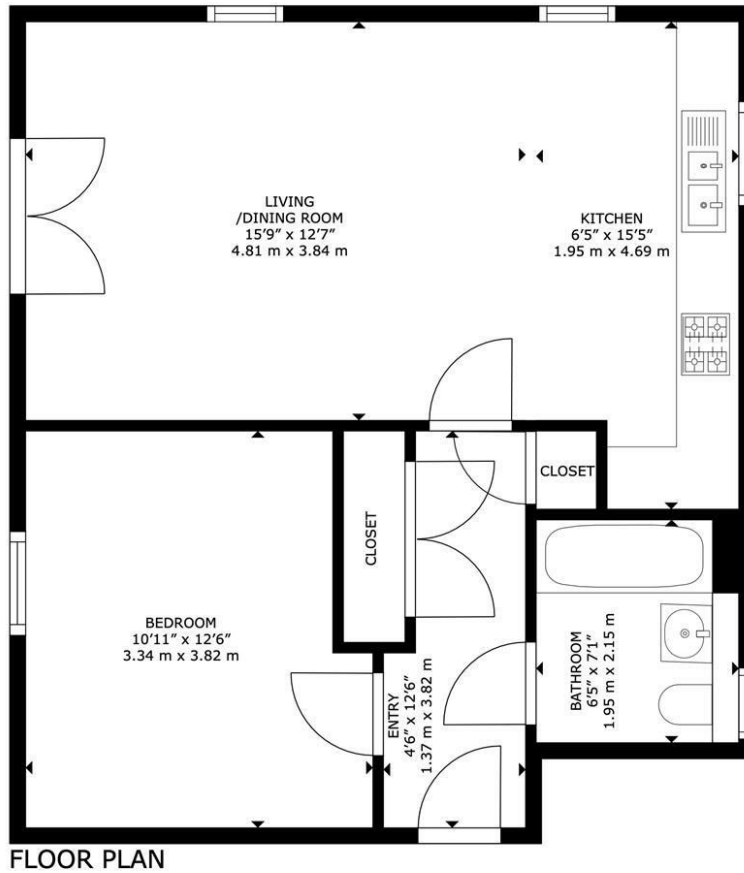 LIVING
/DINING ROOM
15'9" x 12'7"
4.81 m x 3.84 m
KITCHEN
6'5" x 15'5"
1.95 m x 4.69 m
CLOSET
CLOSET
BEDROOM
10'11" x 12'6"
3.34 m x 3.82 m
ENTRY
4'6" x 12'6"
1.37 m x 3.82 m
BATHROOM
6'5" x 7'1"
1.95 m x 2.15 m
FLOOR PLAN